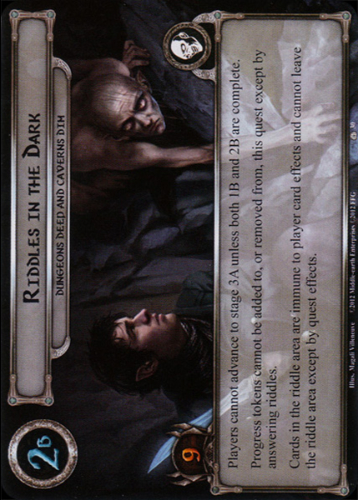 2B
RIDDLES IN THE DARK
DUNGEONS DEEP AND CAVERNS DIM
9
Players cannot advance to stage 3A unless both 1B and 2B are complete.
Progress tokens cannot be added to, or removed from, this quest except by
answering riddles.
Cards in the riddle area are immune to player card effects and cannot leave
the riddle area except by quest effects.
Illus. Magali Villeneuve ©2012 Middle-earth Enterprises ©2012 FFG 30